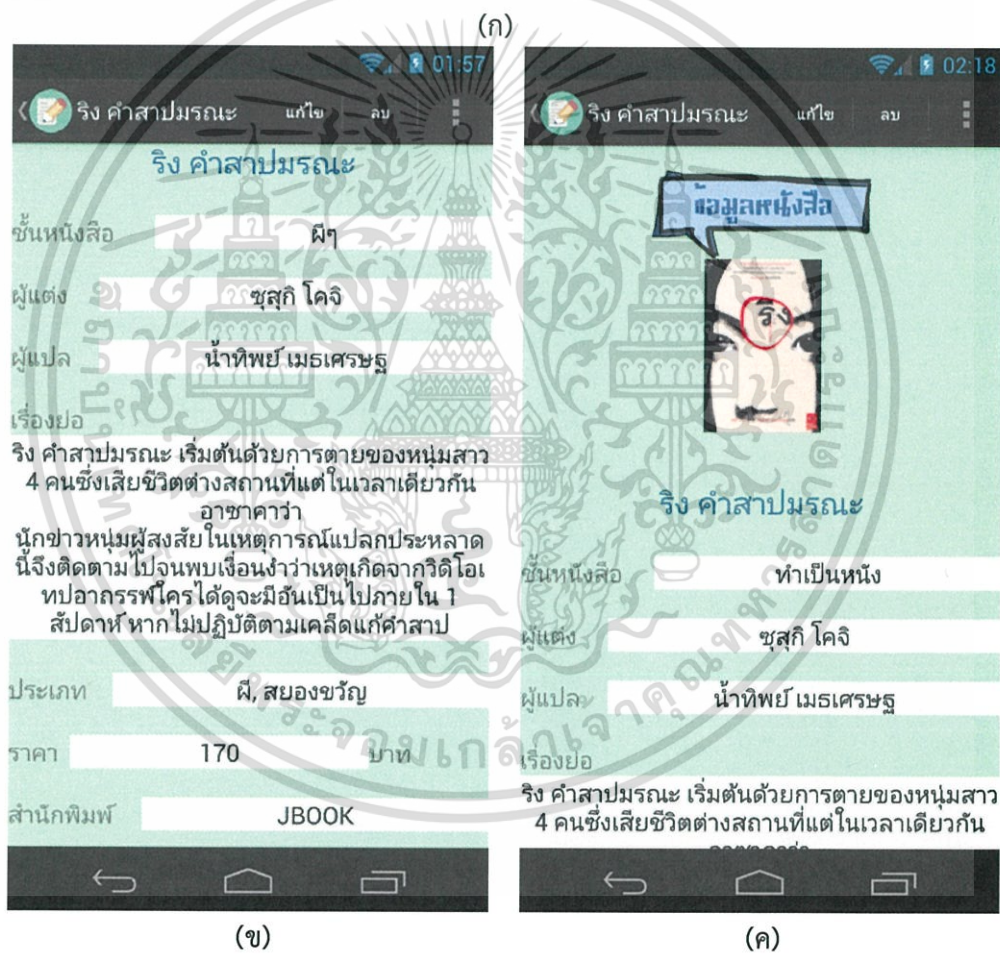 (ก)
01:57
ริง คำสาปมรณะ แก้ไข ลบ
ริง คำสาปมรณะ
ชั้นหนังสือ ผีๆ
ผู้แต่ง ซุสุกิ โคจิ
ผู้แปล น้ำทิพย์ เมธเศรษฐ
เรื่องย่อ
ริง คำสาปมรณะ เริ่มต้นด้วยการตายของหนุ่มสาว
4 คนซึ่งเสียชีวิตต่างสถานที่แต่ในเวลาเดียวกัน
อาซาคาว่า
นักข่าวหนุ่มผู้สงสัยในเหตุการณ์แปลกประหลาด
นี้จึงติดตามไปจนพบเงื่อนงำว่าเหตุเกิดจากวิดิโอเ
ทปอาถรรพ์ใครได้ดูจะมีอันเป็นไปภายใน 1
สัปดาห์ หากไม่ปฏิบัติตามเคล็ดแก้คำสาป
ประเภท ผี, สยองขวัญ
ราคา 170 บาท
สำนักพิมพ์ JBOOK
(ข)
02:18
ริง คำสาปมรณะ แก้ไข ลบ
ข้อมูลหนังสือ
ริง
ริง คำสาปมรณะ
ชั้นหนังสือ ทำเป็นหนัง
ผู้แต่ง ซุสุกิ โคจิ
ผู้แปล น้ำทิพย์ เมธเศรษฐ
เรื่องย่อ
ริง คำสาปมรณะ เริ่มต้นด้วยการตายของหนุ่มสาว
4 คนซึ่งเสียชีวิตต่างสถานที่แต่ในเวลาเดียวกัน
(ค)